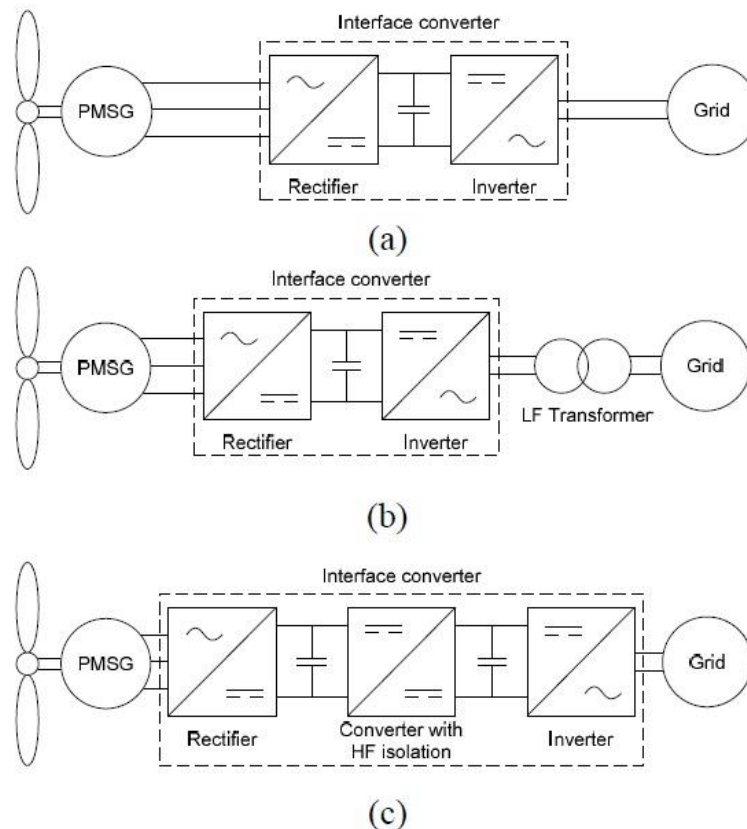 Interface converter
PMSG
Grid
Rectifier
Inverter
(a)
Interface converter
PMSG
Grid
LF Transformer
Rectifier
Inverter
(b)
Interface converter
PMSG
Grid
Rectifier
Converter with
HF isolation
Inverter
(c)